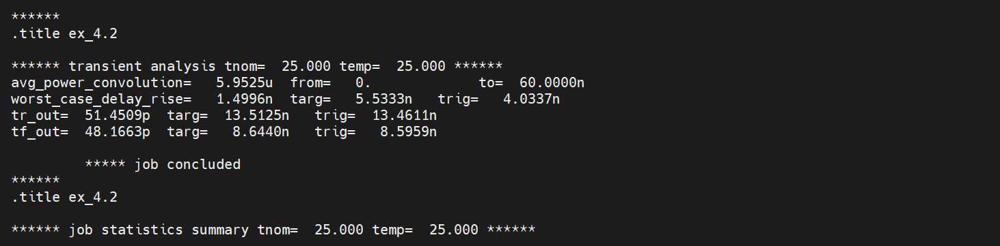 ******
.title ex_4.2
****** transient analysis tnom=  25.000 temp=  25.000 ******
avg_power_convolution=   5.9525u  from=   0.             to=  60.0000n
worst_case_delay_rise=   1.4996n  targ=   5.5333n   trig=   4.0337n
tr_out=  51.4509p  targ=  13.5125n   trig=  13.4611n
tf_out=  48.1663p  targ=   8.6440n   trig=   8.5959n
***** job concluded
******
.title ex_4.2
****** job statistics summary tnom=  25.000 temp=  25.000 ******